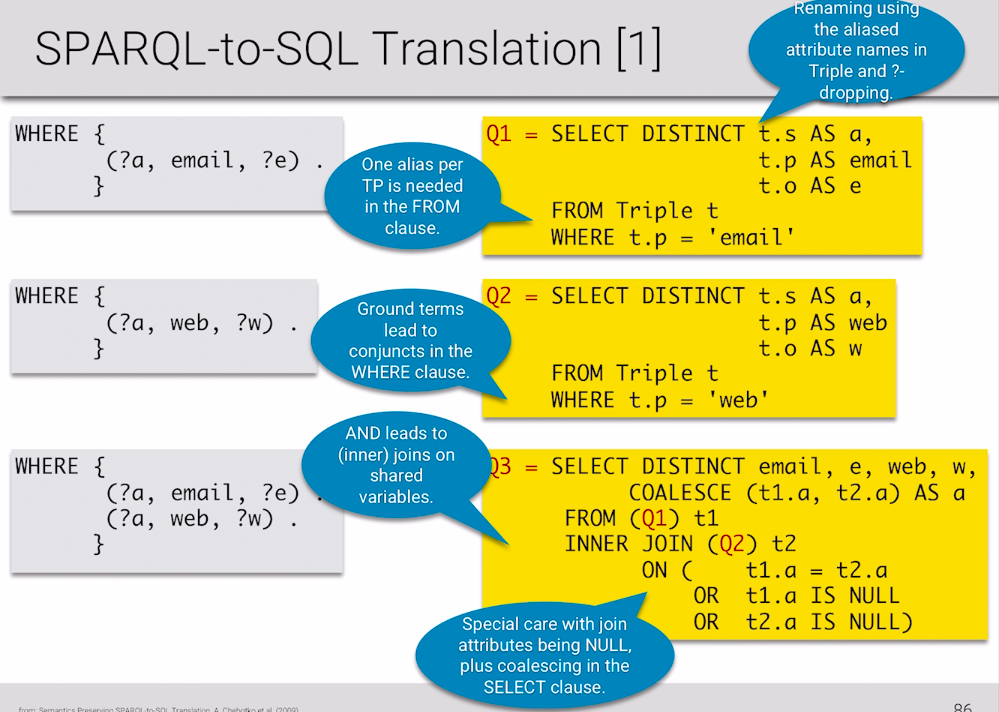 SPARQL-to-SQL Translation [1]
Renaming using
the aliased
attribute names in
Triple and ?-
dropping.
WHERE {
(?a, email, ?e) .
}
One alias per
TP is needed
in the FROM
clause.
Q1 = SELECT DISTINCT t.s AS a,
t.p AS email
t.o AS e
FROM Triple t
WHERE t.p = 'email'
WHERE {
(?a, web, ?w) .
}
Ground terms
lead to
conjuncts in the
WHERE clause.
Q2 = SELECT DISTINCT t.s AS a,
t.p AS web
t.o AS w
FROM Triple t
WHERE t.p = 'web'
WHERE {
(?a, email, ?e) .
(?a, web, ?w) .
}
AND leads to
(inner) joins on
shared
variables.
Q3 = SELECT DISTINCT email, e, web, w,
COALESCE (t1.a, t2.a) AS a
FROM (Q1) t1
INNER JOIN (Q2) t2
ON ( t1.a = t2.a
OR t1.a IS NULL
OR t2.a IS NULL)
Special care with join
attributes being NULL,
plus coalescing in the
SELECT clause.
from: Semantics Preserving SPARQL-to-SQL Translation, A. Chebotko et al. (2009)
86